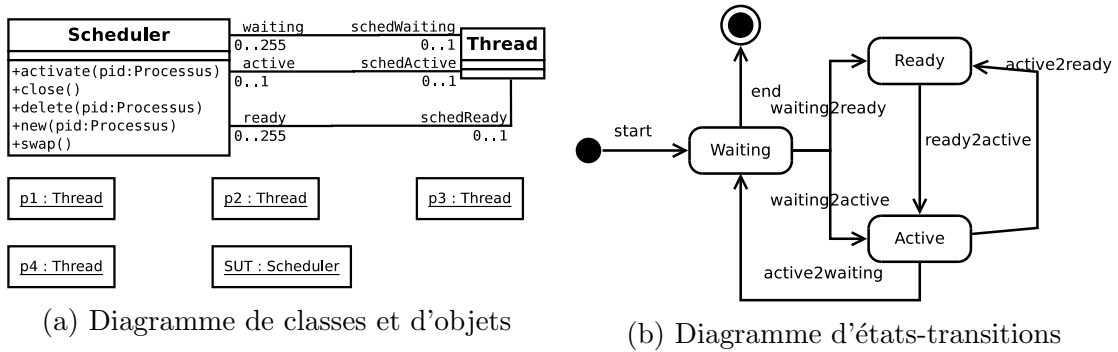 Scheduler
+activate(pid:Processus)
+close()
+delete(pid:Processus)
+new(pid:Processus)
+swap()
waiting schedWaiting
0..255 0..1
active schedActive
0..1 0..1
ready schedReady
0..255 0..1
Thread
p1 : Thread
p2 : Thread
p3 : Thread
p4 : Thread
SUT : Scheduler
(a) Diagramme de classes et d'objets
start
Waiting
end
waiting2ready
Ready
active2ready
ready2active
waiting2active
Active
active2waiting
(b) Diagramme d'états-transitions